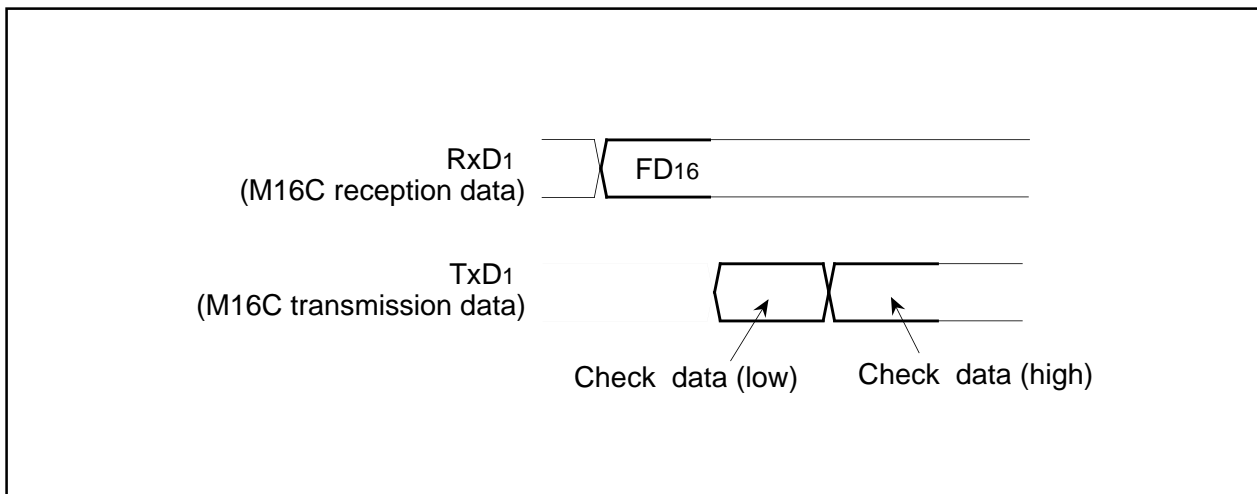 RxD1
(M16C reception data)
FD16
TxD1
(M16C transmission data)
Check data (low)
Check data (high)